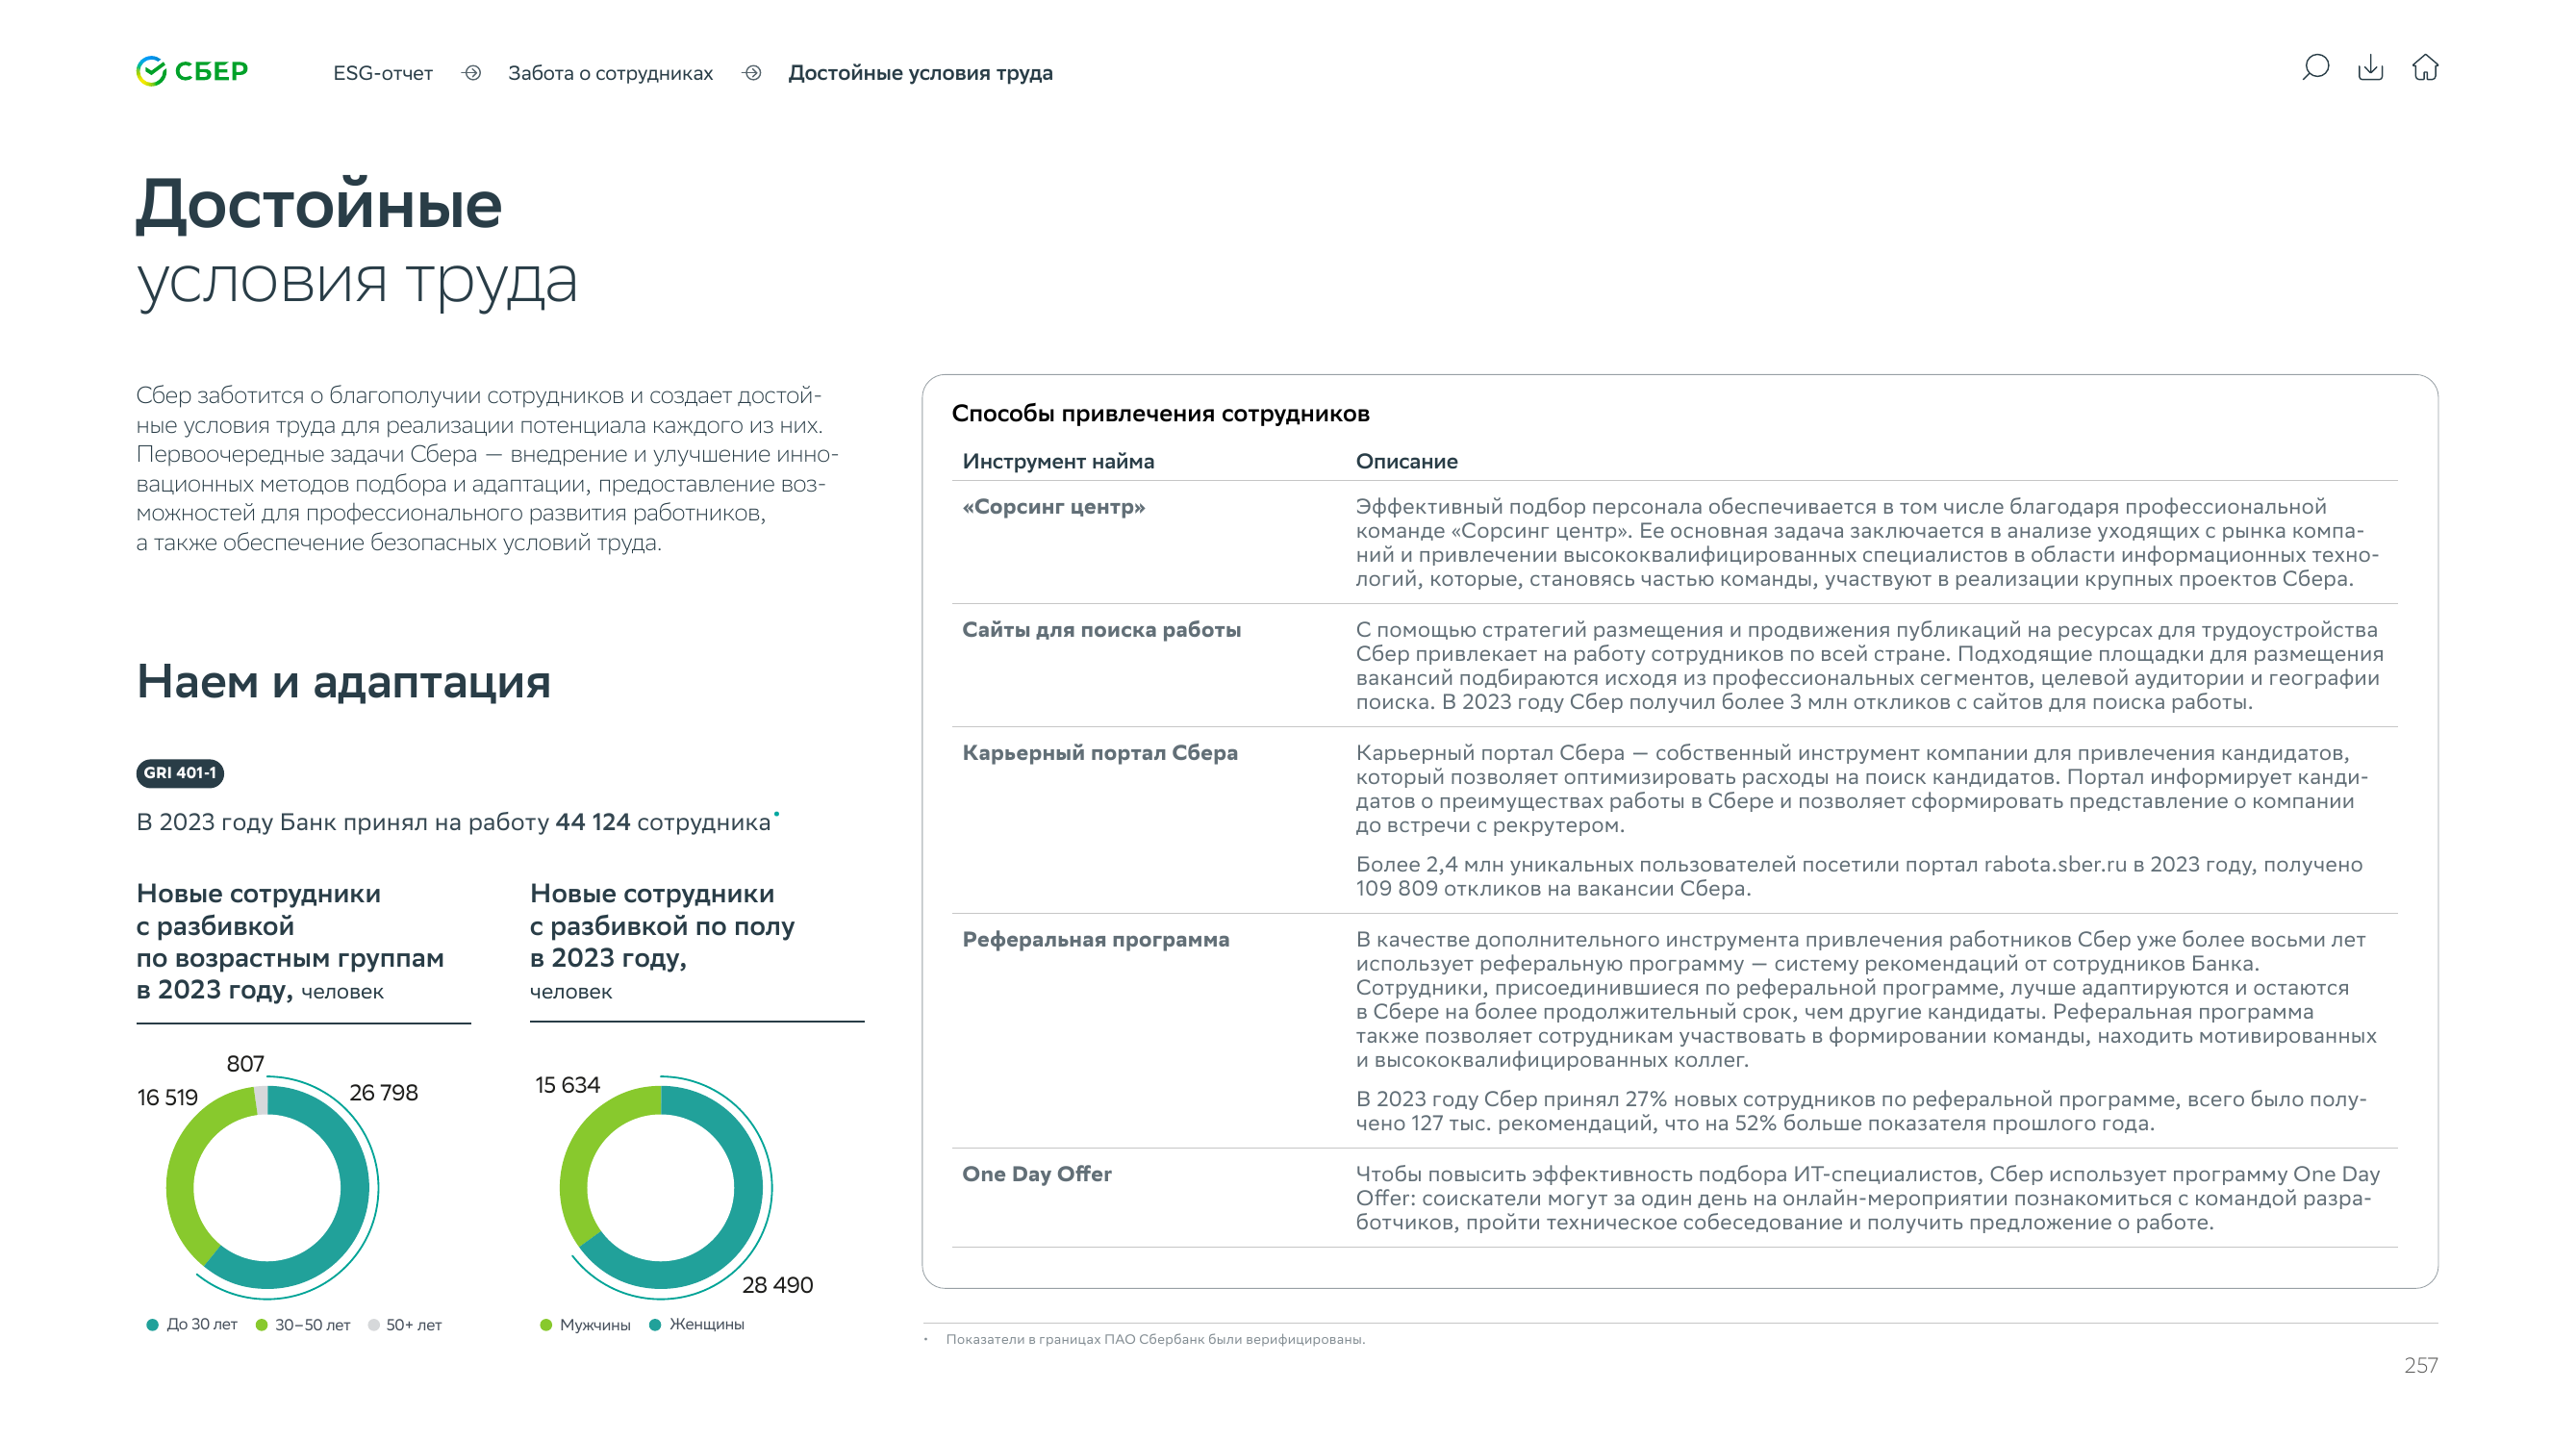 СБЕР
ESG-отчет
Забота о сотрудниках
Достойные условия труда
Достойные
условия труда
Сбер заботится о благополучии сотрудников и создает достой-
ные условия труда для реализации потенциала каждого из них.
Первоочередные задачи Сбера — внедрение и улучшение инно-
вационных методов подбора и адаптации, предоставление воз-
можностей для профессионального развития работников,
а также обеспечение безопасных условий труда.
Наем и адаптация
GRI 401-1
В 2023 году Банк принял на работу 44 124 сотрудника•
Новые сотрудники
с разбивкой
по возрастным группам
в 2023 году, человек
807
16 519
26 798
До 30 лет
30–50 лет
50+ лет
Новые сотрудники
с разбивкой по полу
в 2023 году,
человек
15 634
28 490
Мужчины
Женщины
Способы привлечения сотрудников
Инструмент найма
Описание
«Сорсинг центр»
Эффективный подбор персонала обеспечивается в том числе благодаря профессиональной
команде «Сорсинг центр». Ее основная задача заключается в анализе уходящих с рынка компа-
ний и привлечении высококвалифицированных специалистов в области информационных техно-
логий, которые, становясь частью команды, участвуют в реализации крупных проектов Сбера.
Сайты для поиска работы
С помощью стратегий размещения и продвижения публикаций на ресурсах для трудоустройства
Сбер привлекает на работу сотрудников по всей стране. Подходящие площадки для размещения
вакансий подбираются исходя из профессиональных сегментов, целевой аудитории и географии
поиска. В 2023 году Сбер получил более 3 млн откликов с сайтов для поиска работы.
Карьерный портал Сбера
Карьерный портал Сбера — собственный инструмент компании для привлечения кандидатов,
который позволяет оптимизировать расходы на поиск кандидатов. Портал информирует канди-
датов о преимуществах работы в Сбере и позволяет сформировать представление о компании
до встречи с рекрутером.
Более 2,4 млн уникальных пользователей посетили портал rabota.sber.ru в 2023 году, получено
109 809 откликов на вакансии Сбера.
Реферальная программа
В качестве дополнительного инструмента привлечения работников Сбер уже более восьми лет
использует реферальную программу — систему рекомендаций от сотрудников Банка.
Сотрудники, присоединившиеся по реферальной программе, лучше адаптируются и остаются
в Сбере на более продолжительный срок, чем другие кандидаты. Реферальная программа
также позволяет сотрудникам участвовать в формировании команды, находить мотивированных
и высококвалифицированных коллег.
В 2023 году Сбер принял 27% новых сотрудников по реферальной программе, всего было полу-
чено 127 тыс. рекомендаций, что на 52% больше показателя прошлого года.
One Day Offer
Чтобы повысить эффективность подбора ИТ-специалистов, Сбер использует программу One Day
Offer: соискатели могут за один день на онлайн-мероприятии познакомиться с командой разра-
ботчиков, пройти техническое собеседование и получить предложение о работе.
• Показатели в границах ПАО Сбербанк были верифицированы.
257